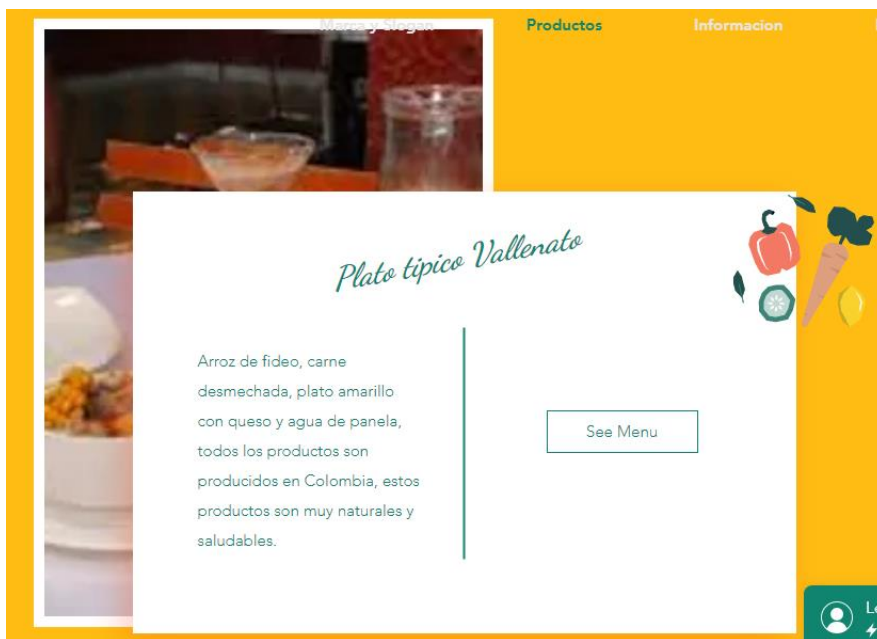 Marca y Slogan
Productos
Informacion
Plato tipico Vallenato
Arroz de fideo, carne
desmechada, plato amarillo
con queso y agua de panela,
todos los productos son
producidos en Colombia, estos
productos son muy naturales y
saludables.
See Menu